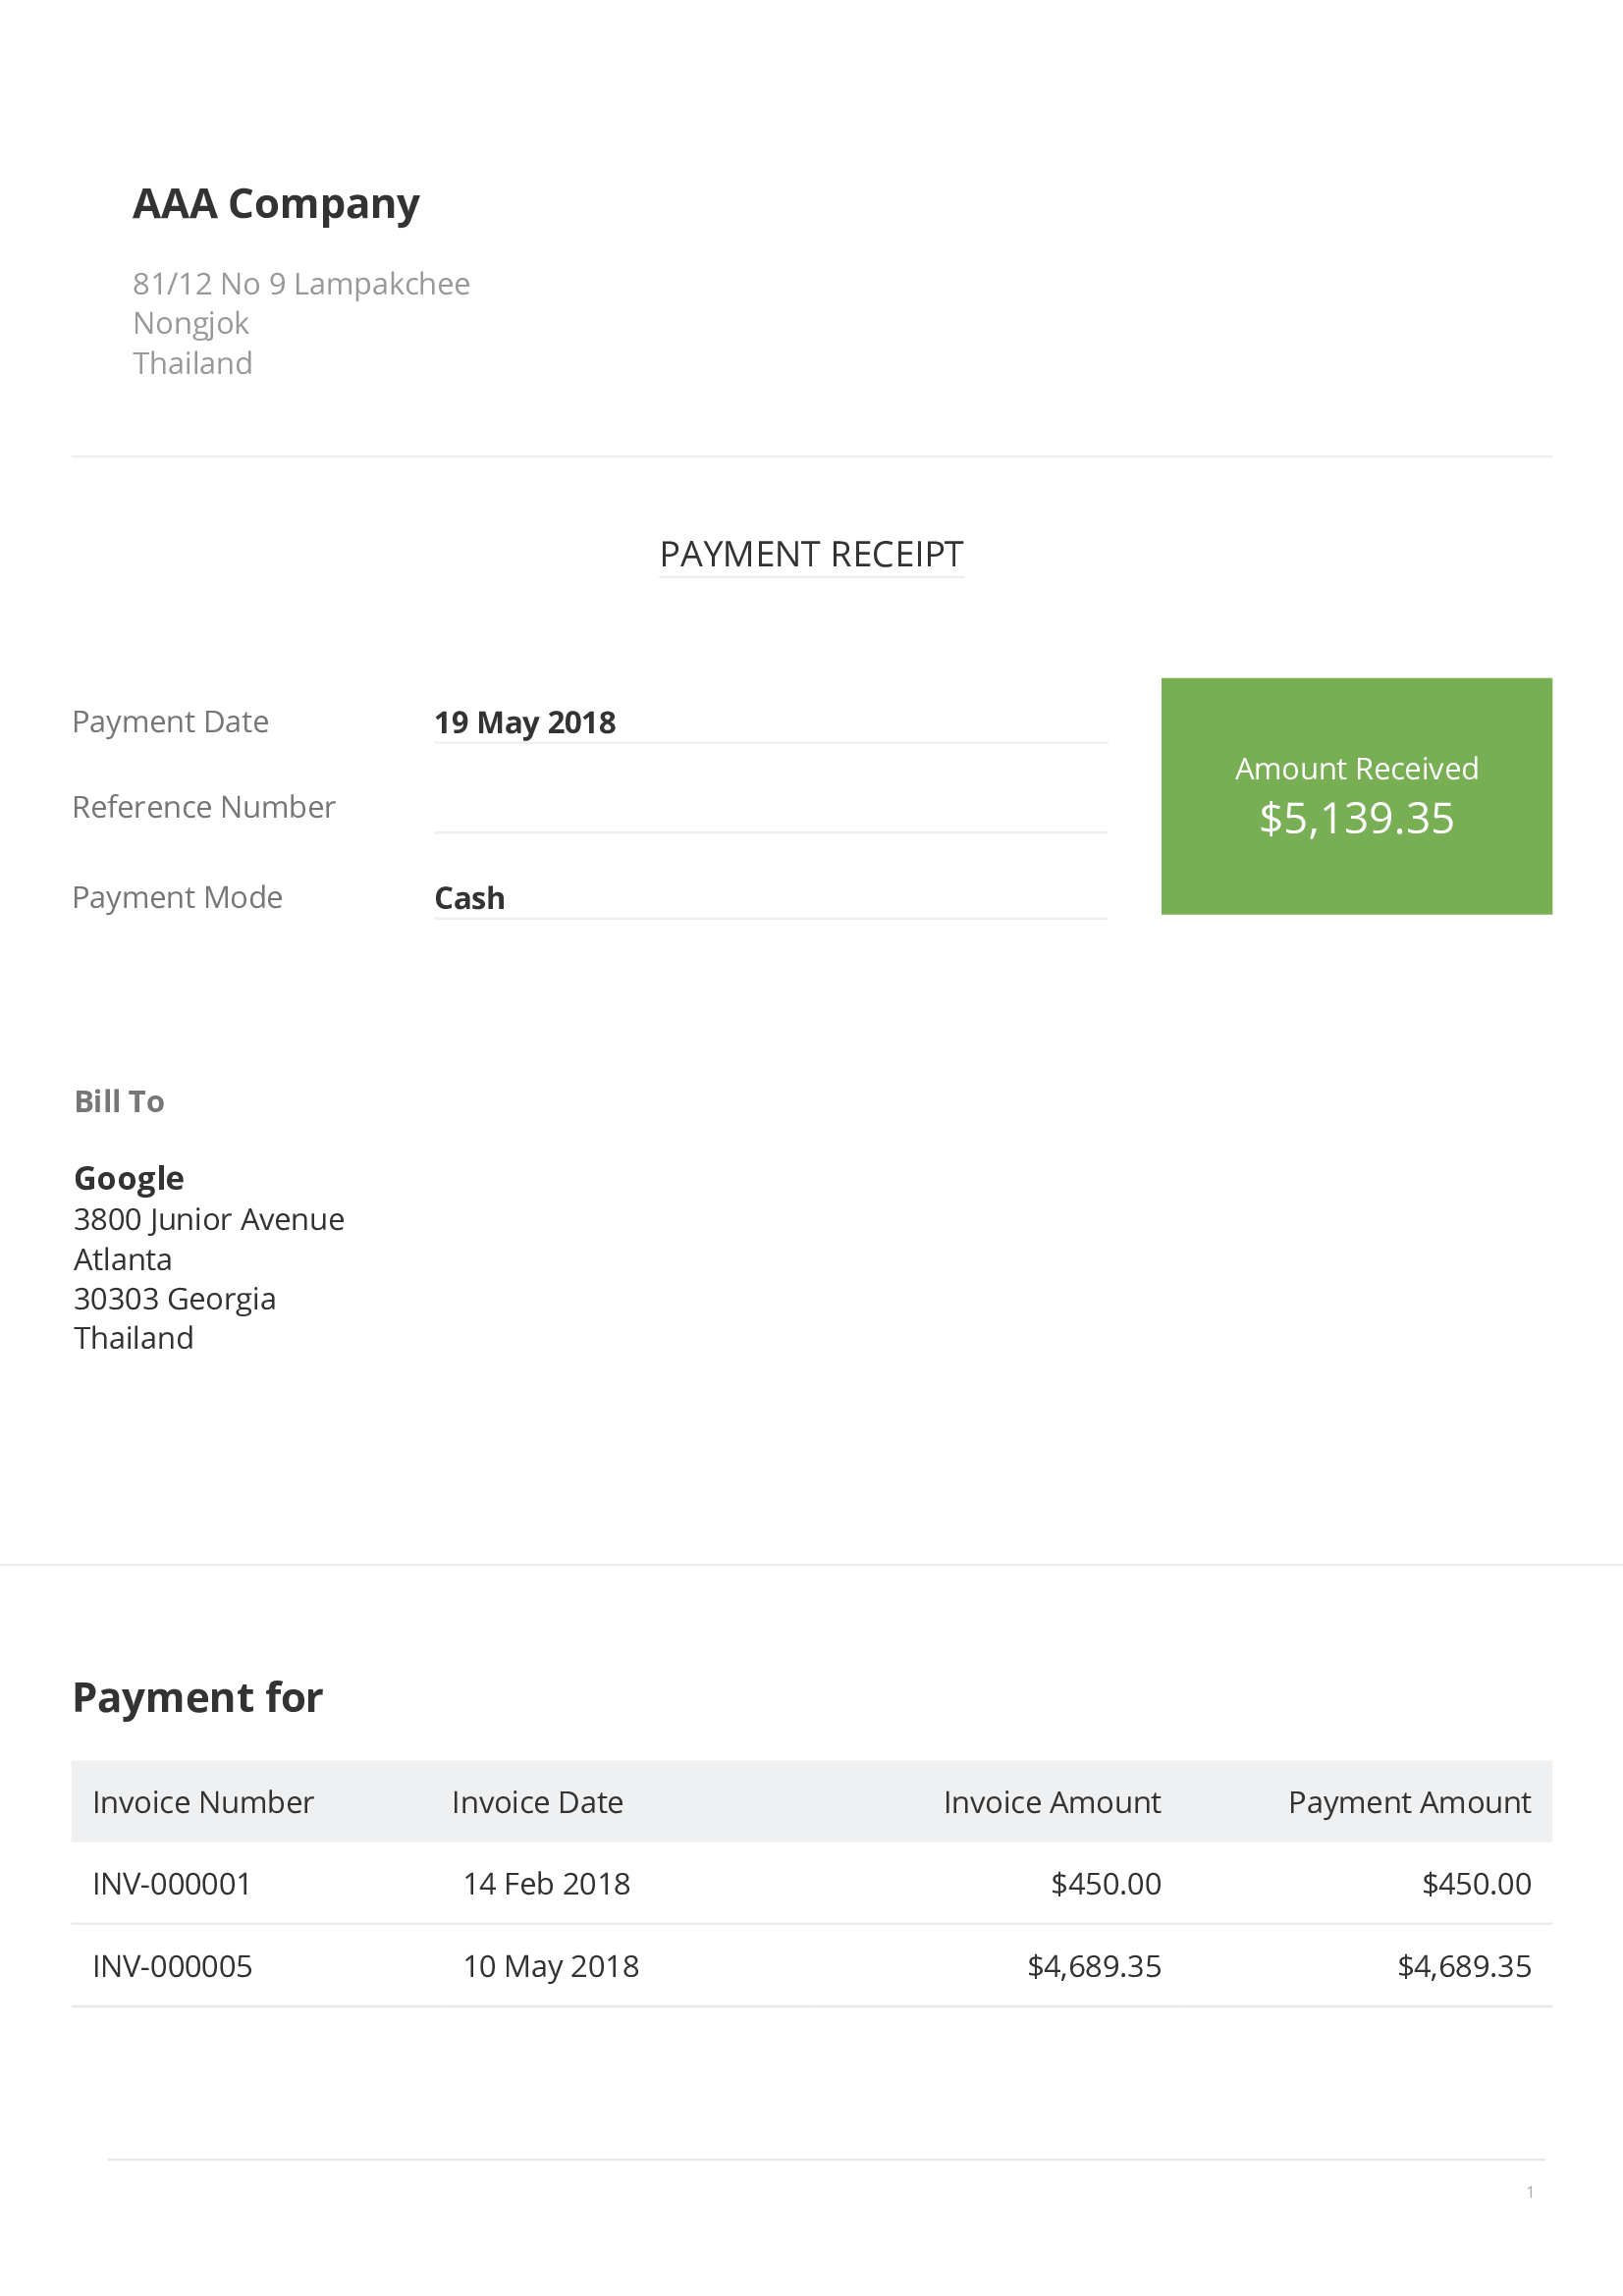 AAA Company
81/12 No 9 Lampakchee
Nongjok
Thailand
PAYMENT RECEIPT
Payment Date 19 May 2018
Reference Number
Payment Mode Cash
Amount Received
$5,139.35
Bill To
Google
3800 Junior Avenue
Atlanta
30303 Georgia
Thailand
Payment for
Invoice Number Invoice Date Invoice Amount Payment Amount
INV-000001 14 Feb 2018 $450.00 $450.00
INV-000005 10 May 2018 $4,689.35 $4,689.35
1